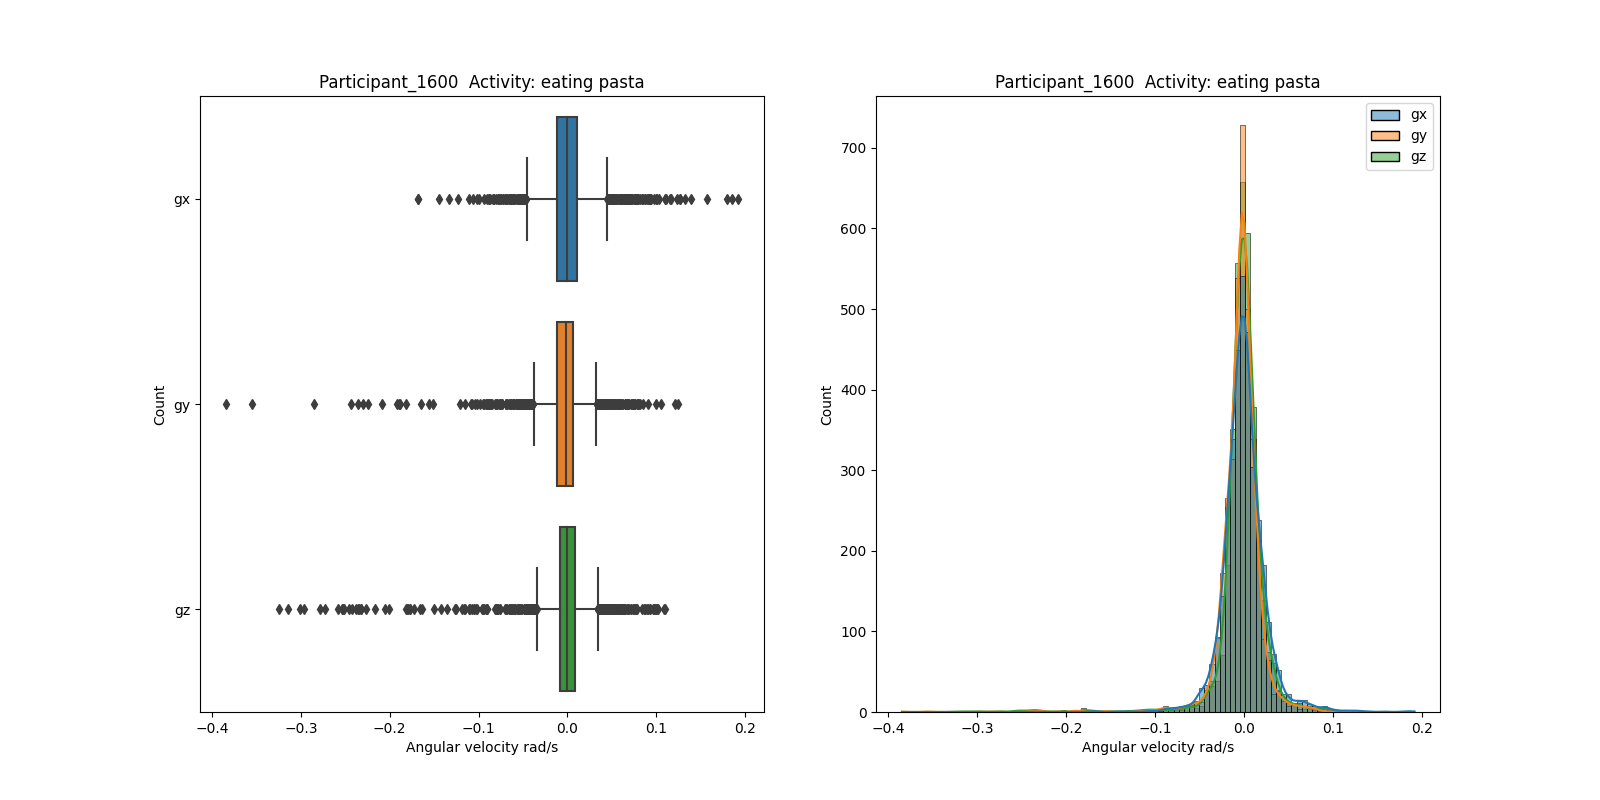 Participant_1600  Activity: eating pasta
gx
gy
gz
Count
−0.4 −0.3 −0.2 −0.1 0.0 0.1 0.2
Angular velocity rad/s
Participant_1600  Activity: eating pasta
gx
gy
gz
700
600
500
400
300
200
100
0
Count
−0.4 −0.3 −0.2 −0.1 0.0 0.1 0.2
Angular velocity rad/s